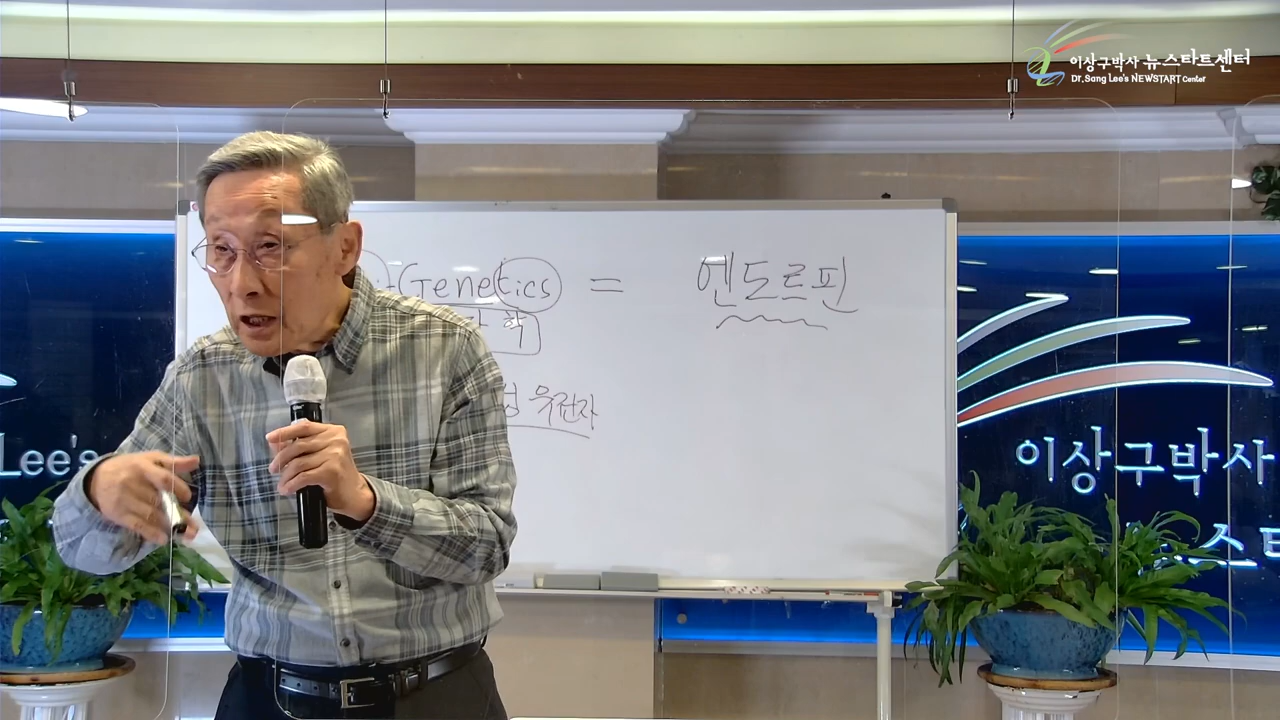 이상구박사 뉴스타트센터
Dr.Sang Lee's NEWSTART Center
Genetics = 엔도르핀
학
유전자
Lee's
이상구박사